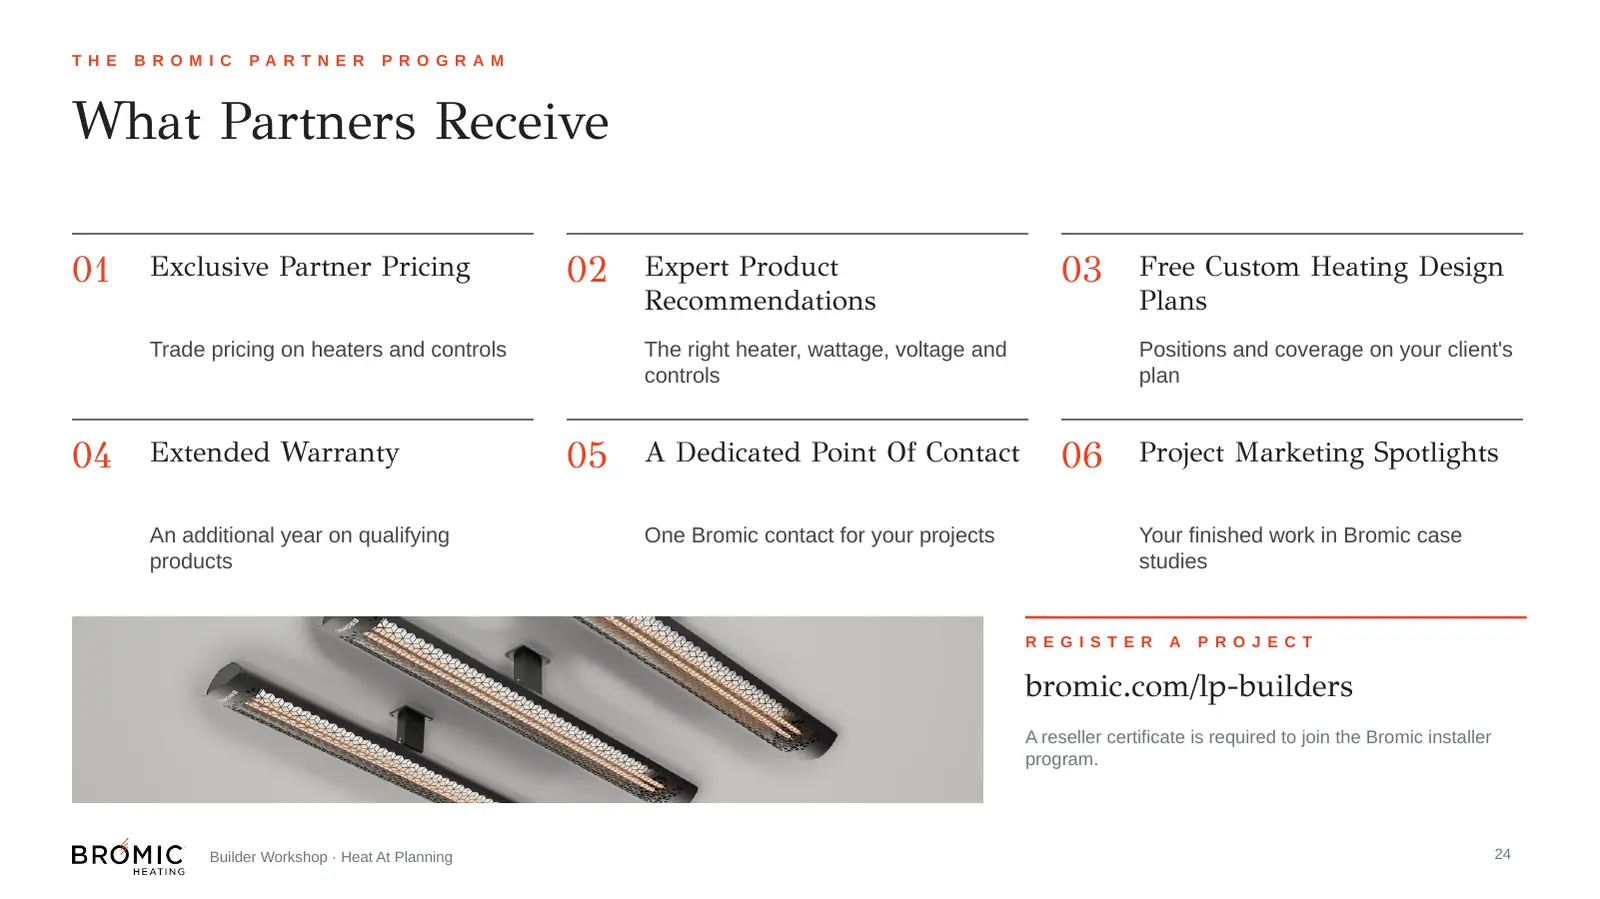 THE BROMIC PARTNER PROGRAM
What Partners Receive
01
Exclusive Partner Pricing
Trade pricing on heaters and controls
02
Expert Product
Recommendations
The right heater, wattage, voltage and
controls
03
Free Custom Heating Design
Plans
Positions and coverage on your client's
plan
04
Extended Warranty
An additional year on qualifying
products
05
A Dedicated Point Of Contact
One Bromic contact for your projects
06
Project Marketing Spotlights
Your finished work in Bromic case
studies
REGISTER A PROJECT
bromic.com/lp-builders
A reseller certificate is required to join the Bromic installer
program.
BROMIC
HEATING
Builder Workshop · Heat At Planning
24